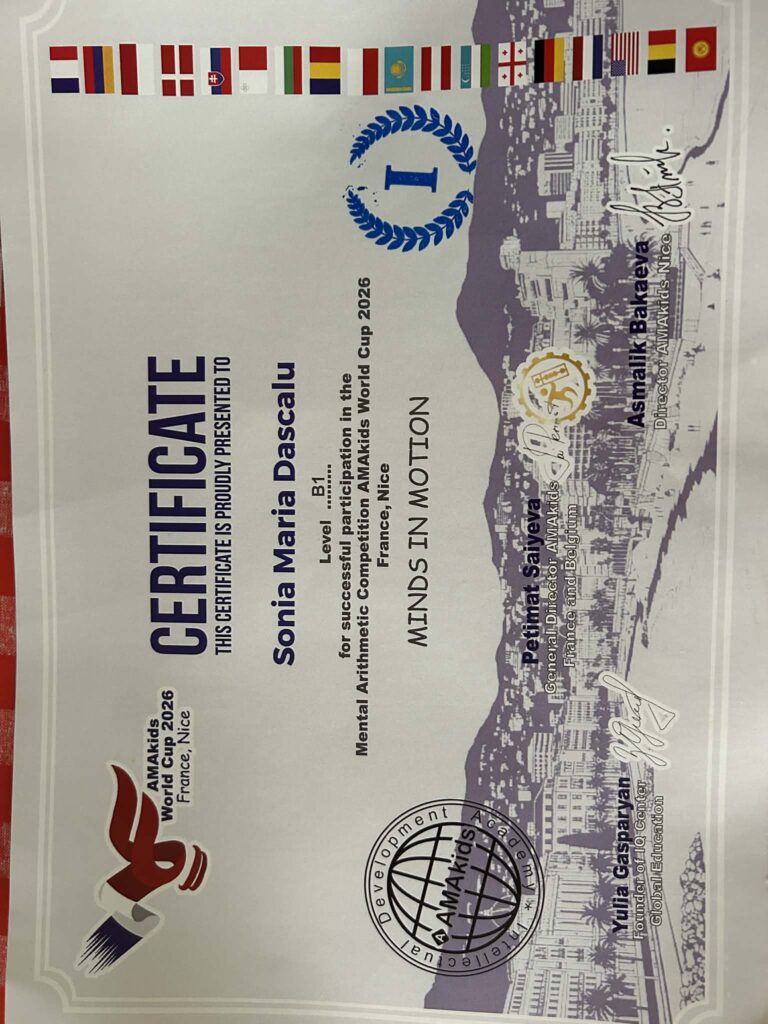 AMAkids
World Cup 2026
France, Nice
CERTIFICATE
THIS CERTIFICATE IS PROUDLY PRESENTED TO
Sonia Maria Dascalu
Level B1
for successful participation in the
Mental Arithmetic Competition AMAkids World Cup 2026
France, Nice
MINDS IN MOTION
I
Intellectual Development Academy *
AMAkids
Yulia Gasparyan
Founder of IQ Center
Global Education
Petimat Saiyeva
General Director AMAkids
France and Belgium
Asmalik Bakaeva
Director AMAkids Nice